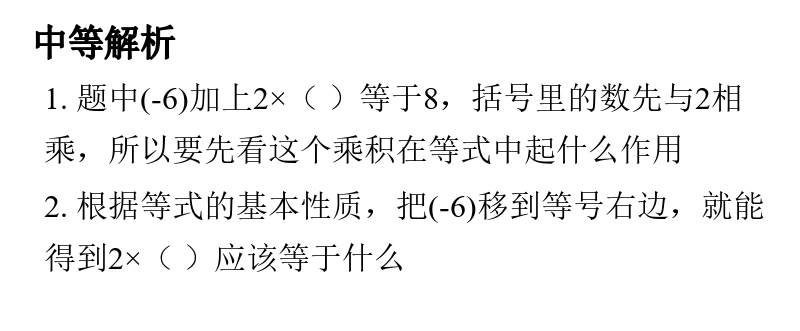 中等解析
1. 题中(-6)加上2×（ ）等于8，括号里的数先与2相
乘，所以要先看这个乘积在等式中起什么作用
2. 根据等式的基本性质，把(-6)移到等号右边，就能
得到2×（ ）应该等于什么